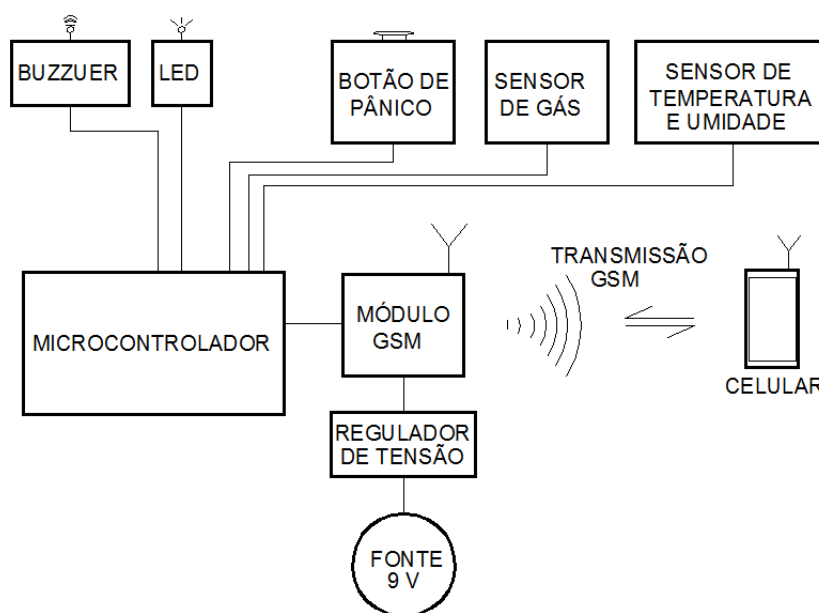 BUZZUER
LED
BOTÃO DE
PÂNICO
SENSOR
DE GÁS
SENSOR DE
TEMPERATURA
E UMIDADE
MICROCONTROLADOR
MÓDULO
GSM
TRANSMISSÃO
GSM
CELULAR
REGULADOR
DE TENSÃO
FONTE
9 V